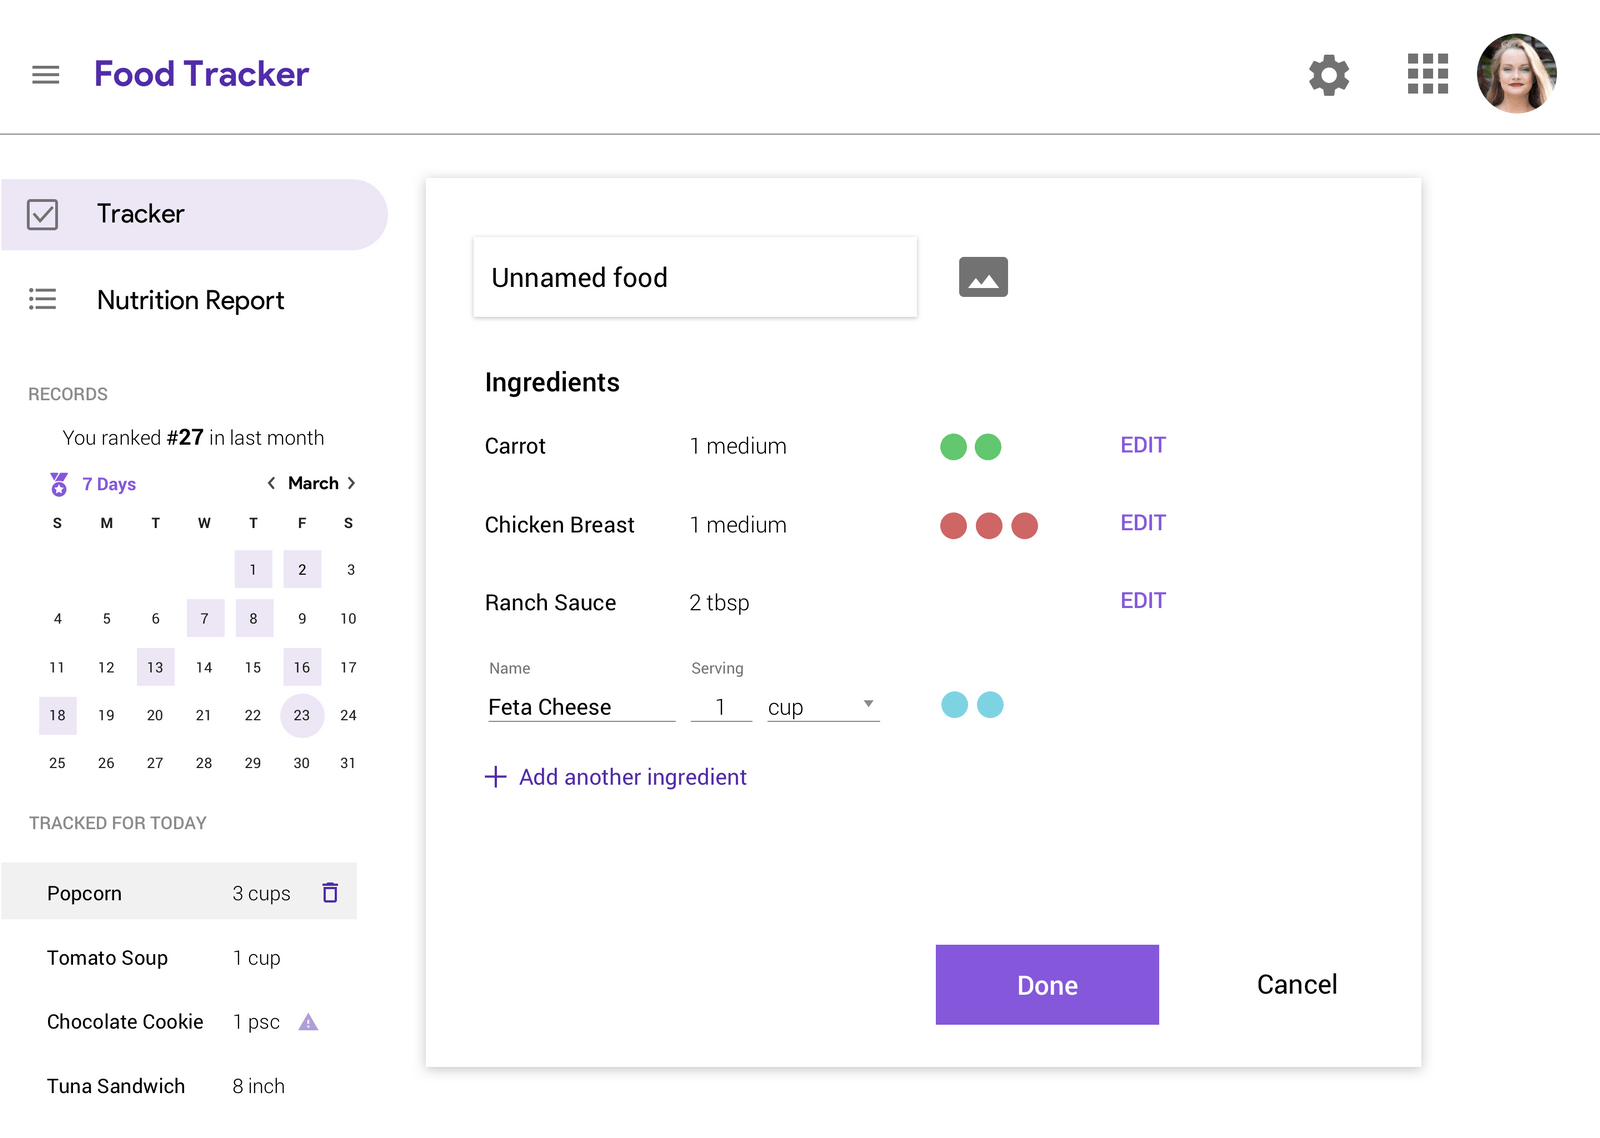 Food Tracker
Tracker
Nutrition Report
RECORDS
You ranked #27 in last month
7 Days March
S M T W T F S
1 2 3
4 5 6 7 8 9 10
11 12 13 14 15 16 17
18 19 20 21 22 23 24
25 26 27 28 29 30 31
TRACKED FOR TODAY
Popcorn 3 cups
Tomato Soup 1 cup
Chocolate Cookie 1 psc
Tuna Sandwich 8 inch
Unnamed food
Ingredients
Carrot 1 medium EDIT
Chicken Breast 1 medium EDIT
Ranch Sauce 2 tbsp EDIT
Name Serving
Feta Cheese 1 cup
Add another ingredient
Done Cancel